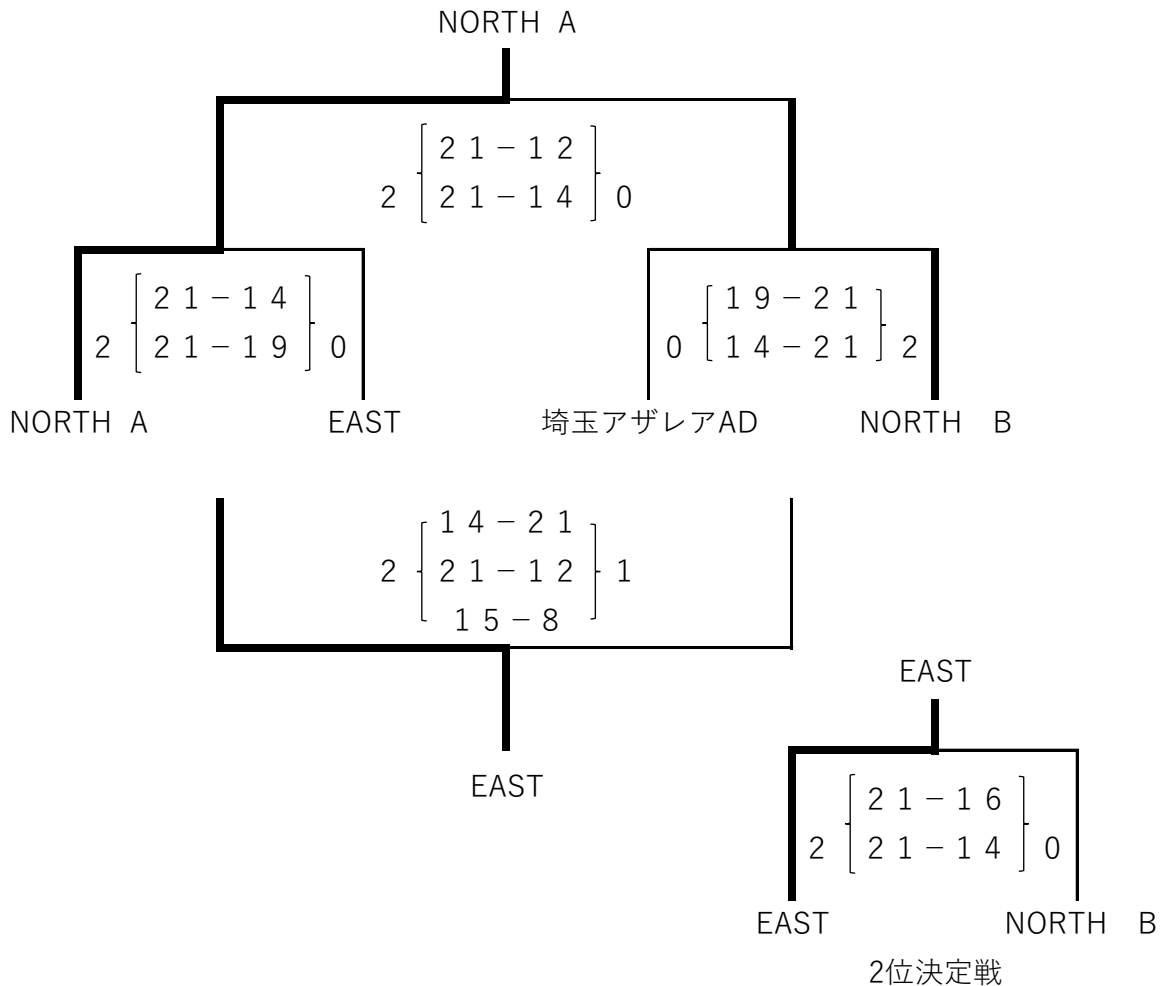 NORTH A
21－12
2 21－14 0
21－14
2 21－19 0
19－21
0 14－21 2
NORTH A EAST 埼玉アザレアAD NORTH　B
14－21
2 21－12 1
15－8
EAST
EAST
21－16
2 21－14 0
EAST NORTH　B
2位決定戦